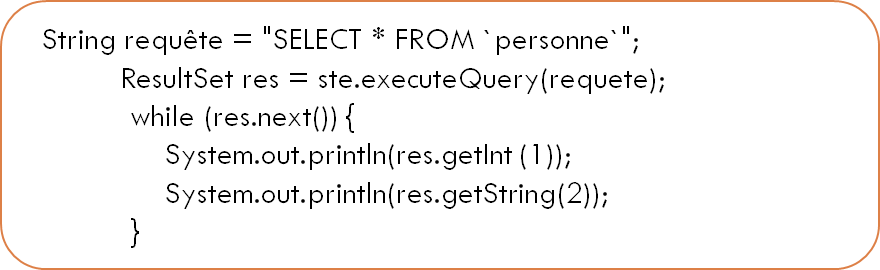 String requête = "SELECT * FROM `personne`";
ResultSet res = ste.executeQuery(requete);
while (res.next()) {
System.out.println(res.getInt (1));
System.out.println(res.getString(2));
}